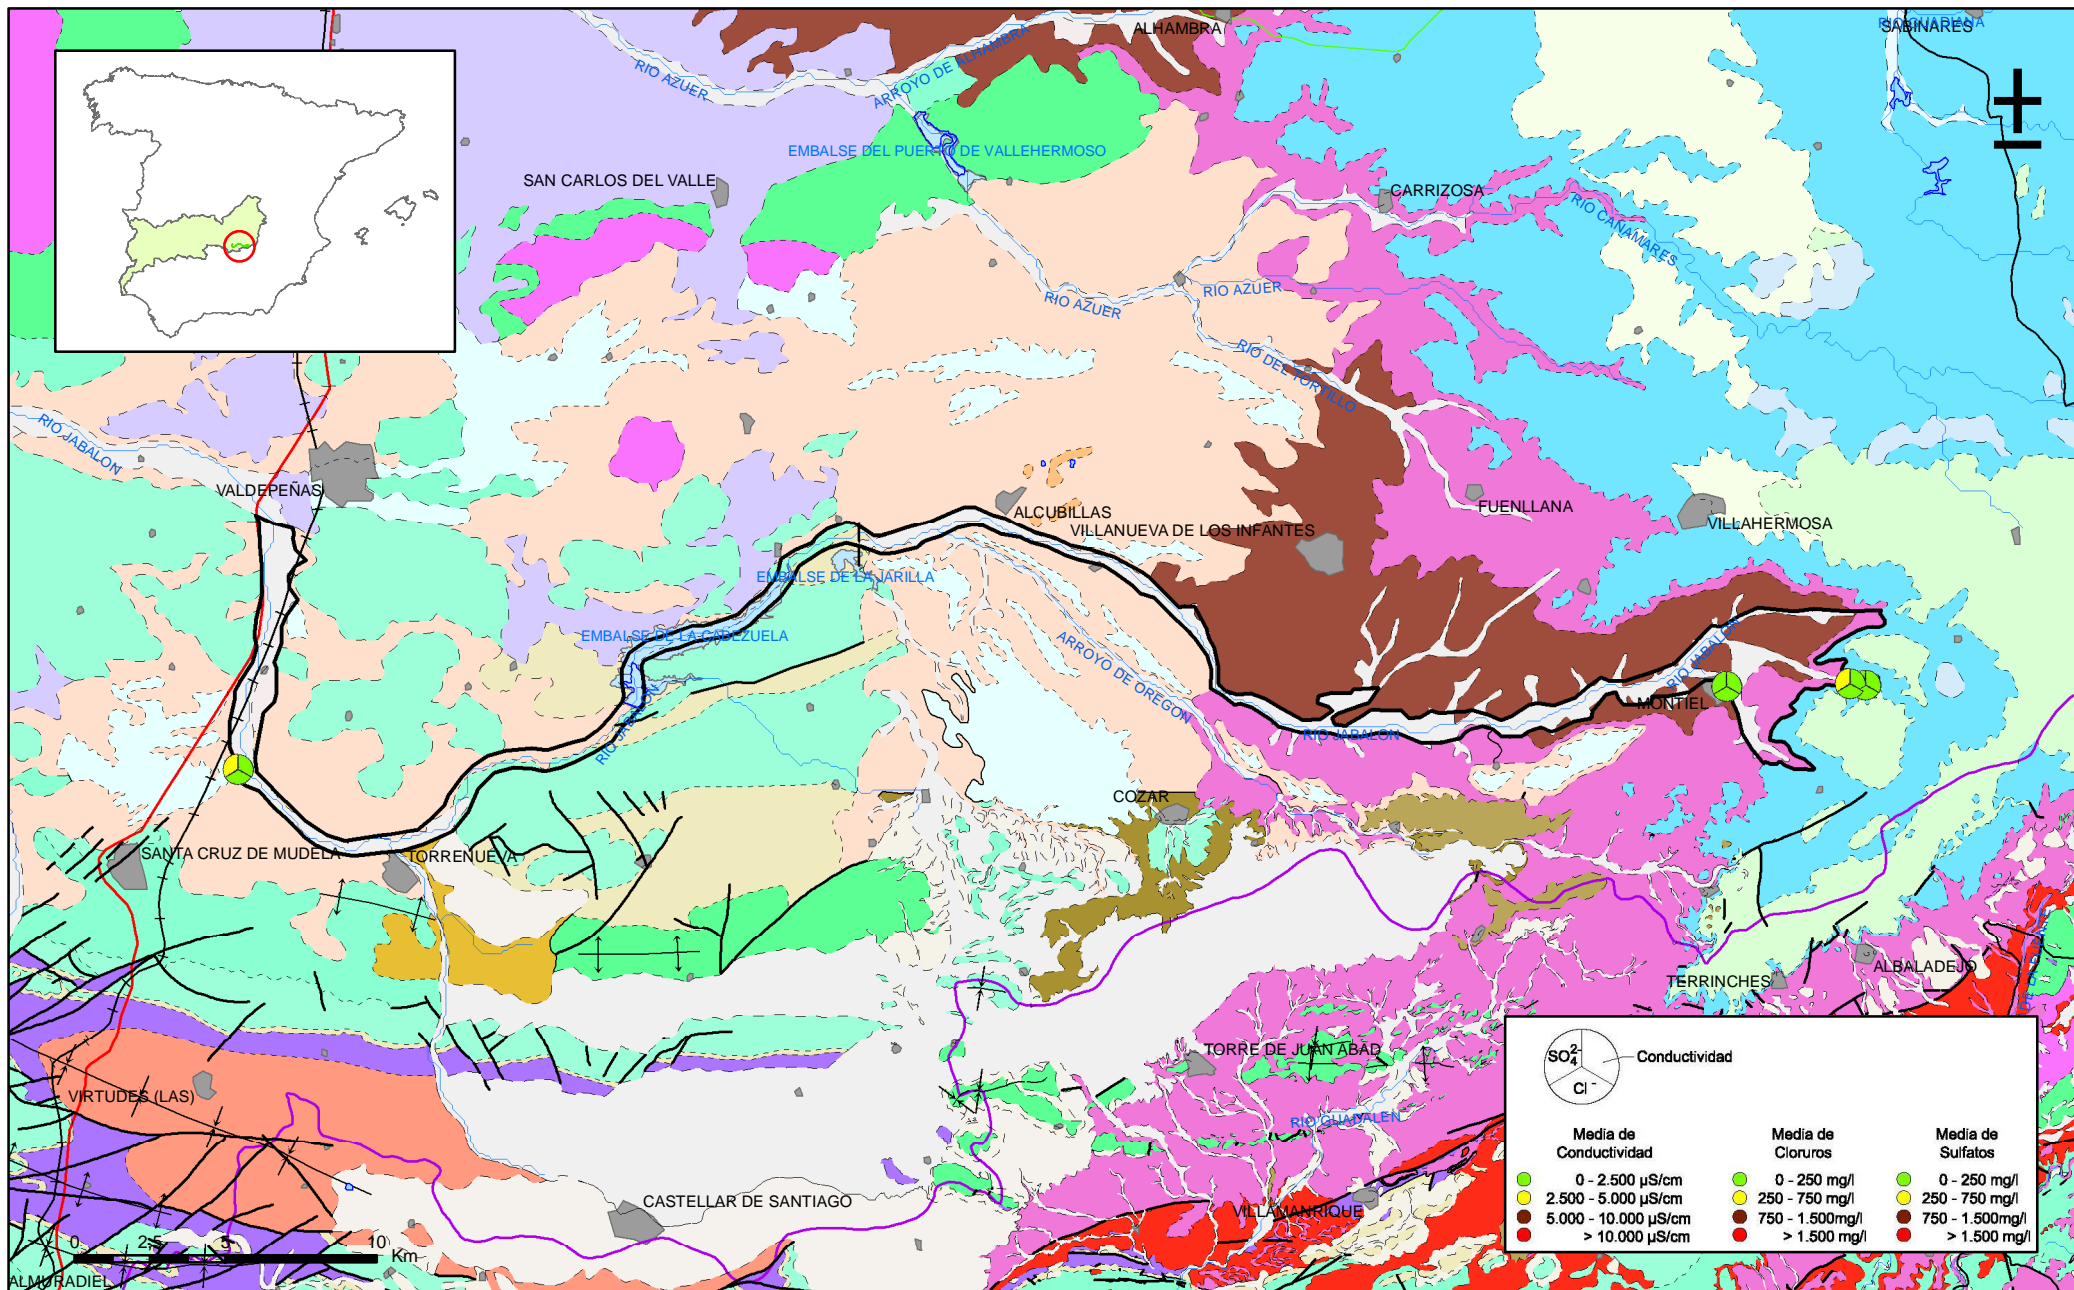 ALHAMBRA
RIO GUADIANA
SABINARES
RIO AZUER
ARROYO DE ALHAMBRA
EMBALSE DEL PUERTO DE VALLEHERMOSO
SAN CARLOS DEL VALLE
CARRIZOSA
RIO CAÑAMARES
RIO AZUER
RIO AZUER
RIO DEL TORTILLO
RIO JABALON
VALDEPEÑAS
ALCUBILLAS
FUENLLANA
VILLANUEVA DE LOS INFANTES
VILLAHERMOSA
EMBALSE DE LA JARILLA
EMBALSE DE LA CABEZUELA
ARROYO DE OREGON
RIO JABALON
RIO JABALON
MONTIEL
RIO JABALON
COZAR
SANTA CRUZ DE MUDELA
TORRENUEVA
TERRINCHES
ALBALADEJO
TORRE DE JUAN ABAD
VIRTUDES (LAS)
RIO GUADALEN
CASTELLAR DE SANTIAGO
VILLAMANRIQUE
ALMURADIEL
0 2,5 5 10
Km
SO4 2-
Conductividad
Cl -
Media de Conductividad
Media de Cloruros
Media de Sulfatos
0 - 2.500 µS/cm 0 - 250 mg/l 0 - 250 mg/l
2.500 - 5.000 µS/cm 250 - 750 mg/l 250 - 750 mg/l
5.000 - 10.000 µS/cm 750 - 1.500mg/l 750 - 1.500mg/l
> 10.000 µS/cm > 1.500 mg/l > 1.500 mg/l